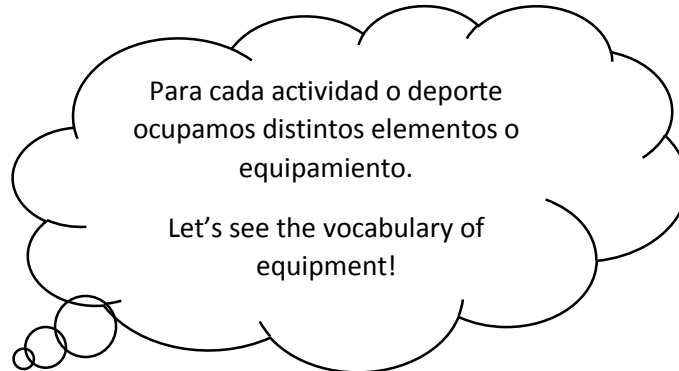 Para cada actividad o deporte
ocupamos distintos elementos o
equipamiento.
Let’s see the vocabulary of
equipment!